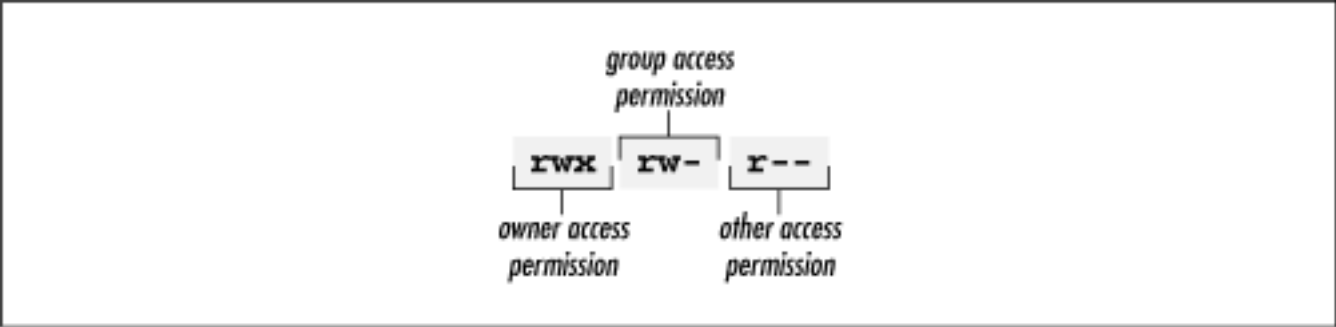 group access
permission
rwx rw- r--
owner access other access
permission permission